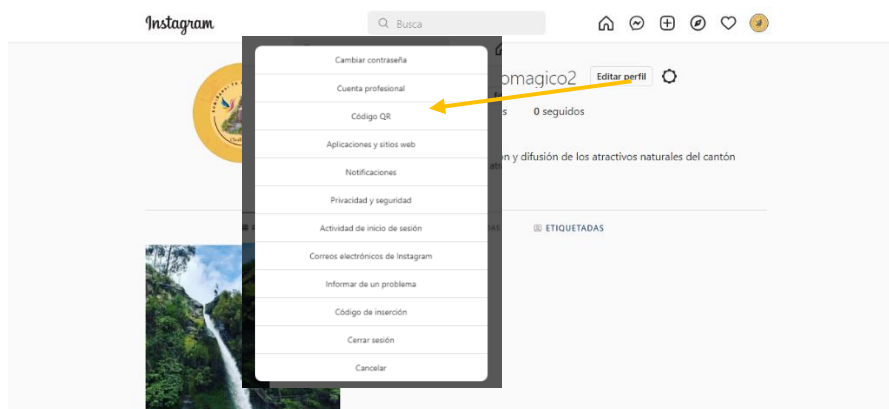 Instagram
Busca
Cambiar contraseña
Cuenta profesional
Código QR
Aplicaciones y sitios web
Notificaciones
Privacidad y seguridad
Actividad de inicio de sesión
Correos electrónicos de Instagram
Informar de un problema
Código de inserción
Cerrar sesión
Cancelar
omagico2 Editar perfil
0 seguidos
n y difusión de los atractivos naturales del cantón
ETIQUETADAS